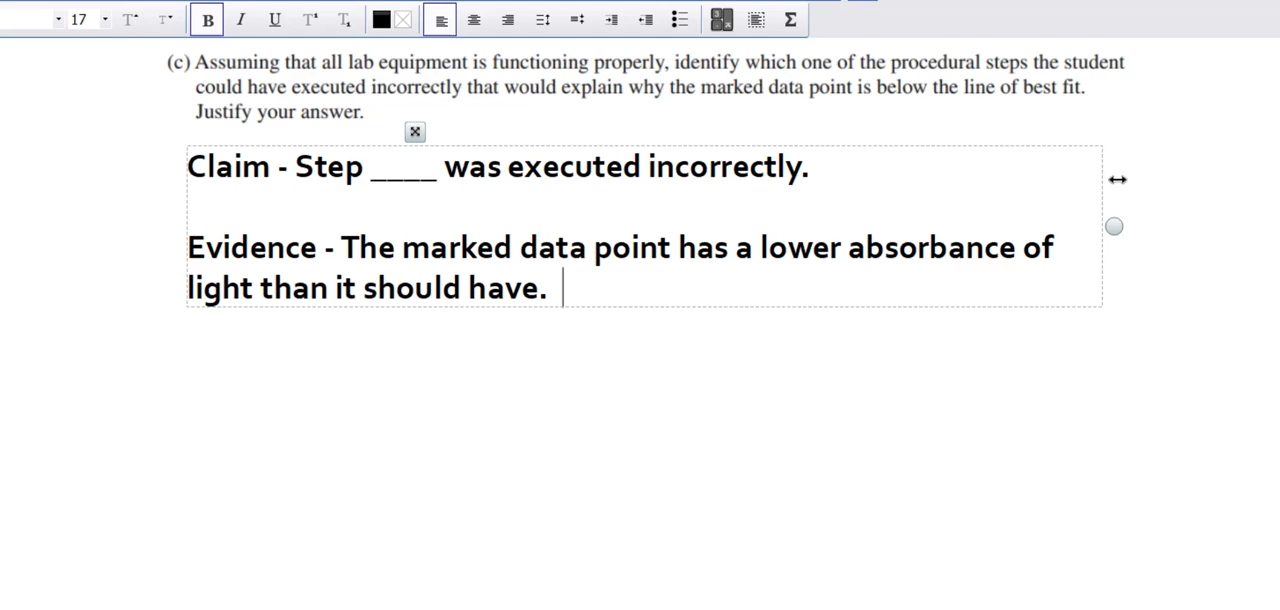 17
B I U T¹ T₁ Σ
(c) Assuming that all lab equipment is functioning properly, identify which one of the procedural steps the student
could have executed incorrectly that would explain why the marked data point is below the line of best fit.
Justify your answer.
Claim - Step ____ was executed incorrectly.
Evidence - The marked data point has a lower absorbance of
light than it should have.